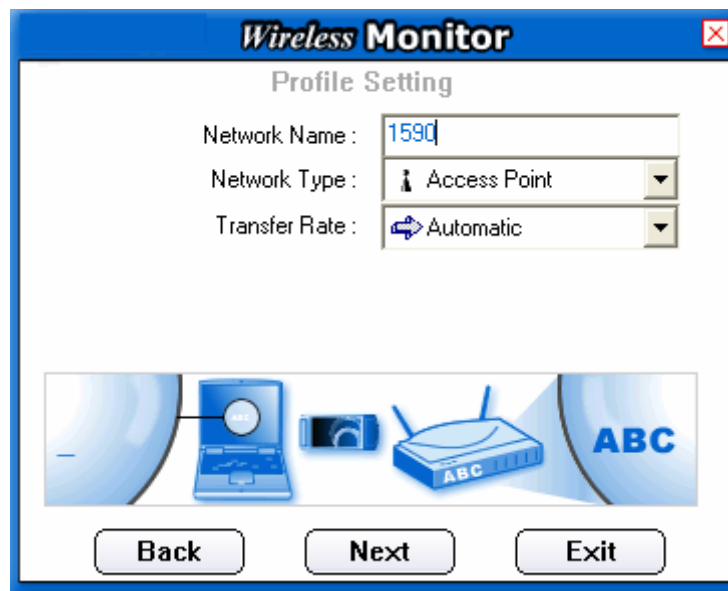 Wireless Monitor
Profile Setting
Network Name : 1590
Network Type : Access Point
Transfer Rate : Automatic
ABC
ABC
ABC
Back Next Exit